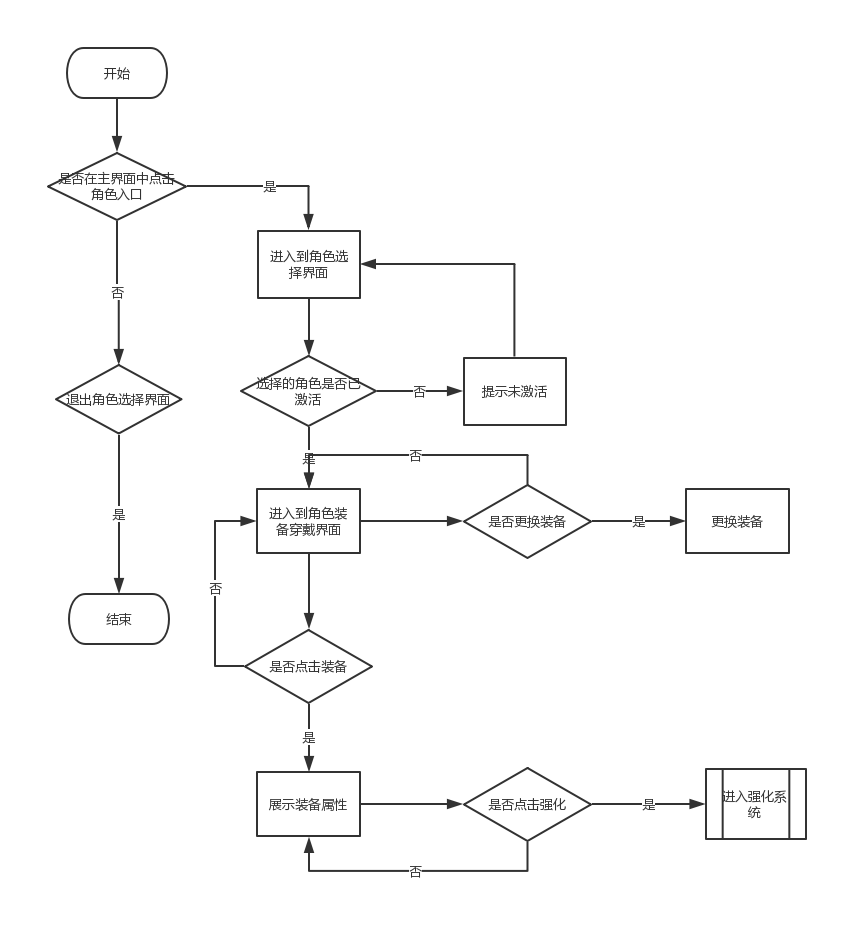 开始
是否在主界面中点击
角色入口
是
进入到角色选
择界面
否
选择的角色是否已
激活
否
提示未激活
退出角色选择界面
是
否
进入到角色装
备穿戴界面
是否更换装备
是
更换装备
是
否
结束
是否点击装备
是
展示装备属性
是否点击强化
是
进入强化系
统
否